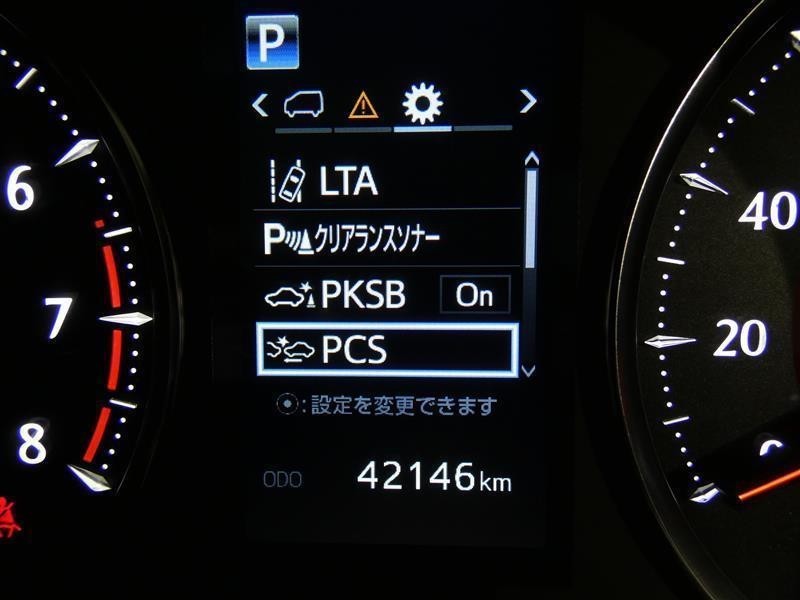 P
LTA
Pクリアランスソナー
PKSB On
PCS
:設定を変更できます
ODO 42146km
6
7
8
40
20